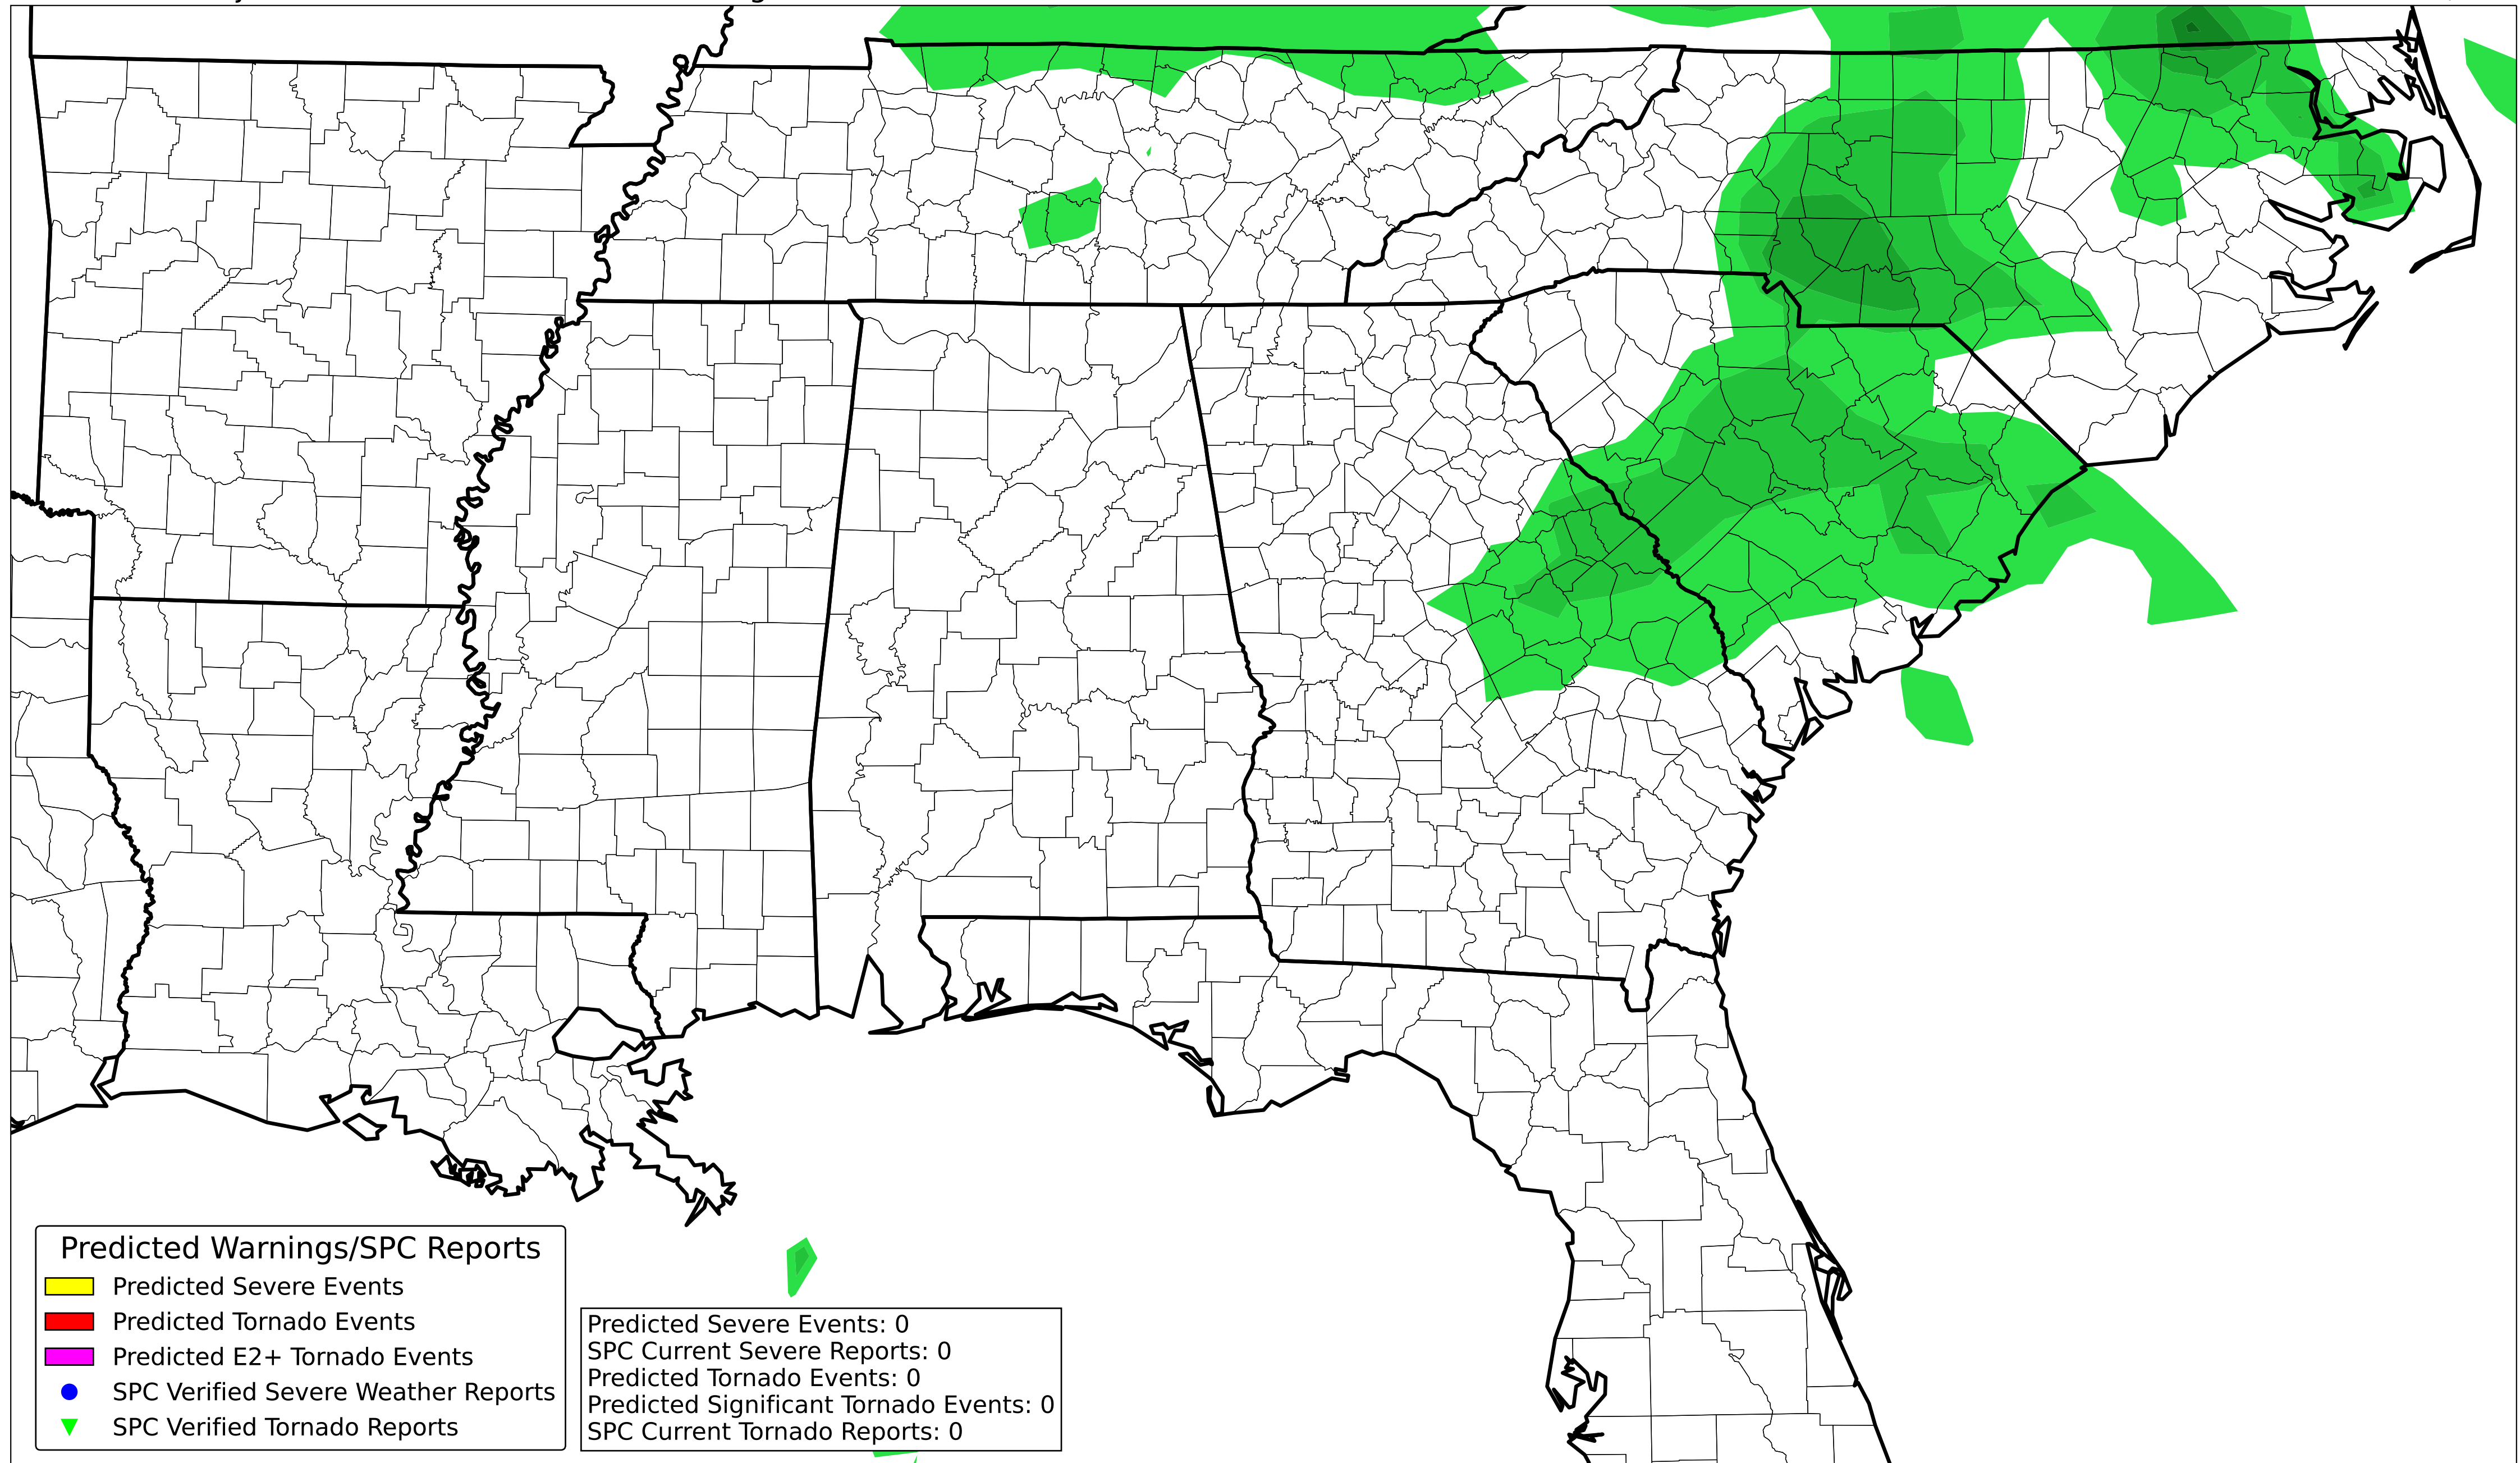 Predicted Warnings/SPC Reports
Predicted Severe Events
Predicted Tornado Events
Predicted E2+ Tornado Events
SPC Verified Severe Weather Reports
SPC Verified Tornado Reports
Predicted Severe Events: 0
SPC Current Severe Reports: 0
Predicted Tornado Events: 0
Predicted Significant Tornado Events: 0
SPC Current Tornado Reports: 0